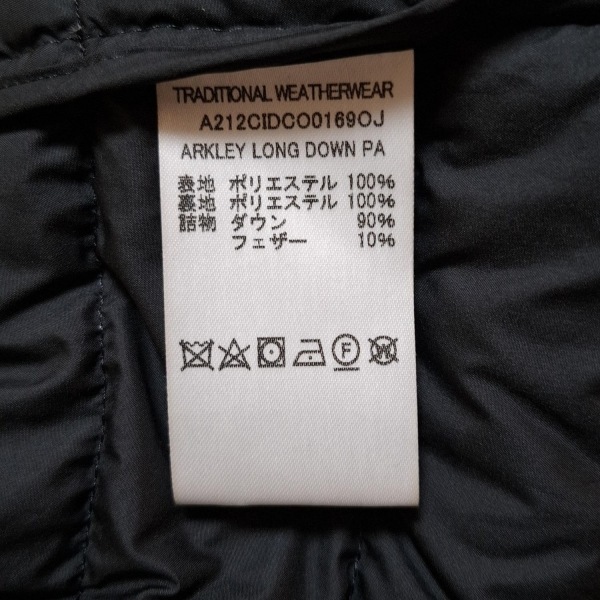 TRADITIONAL WEATHERWEAR
A212CIDCO0169OJ
ARKLEY LONG DOWN PA
表地 ポリエステル 100%
裏地 ポリエステル 100%
詰物 ダウン 90%
フェザー 10%
F W